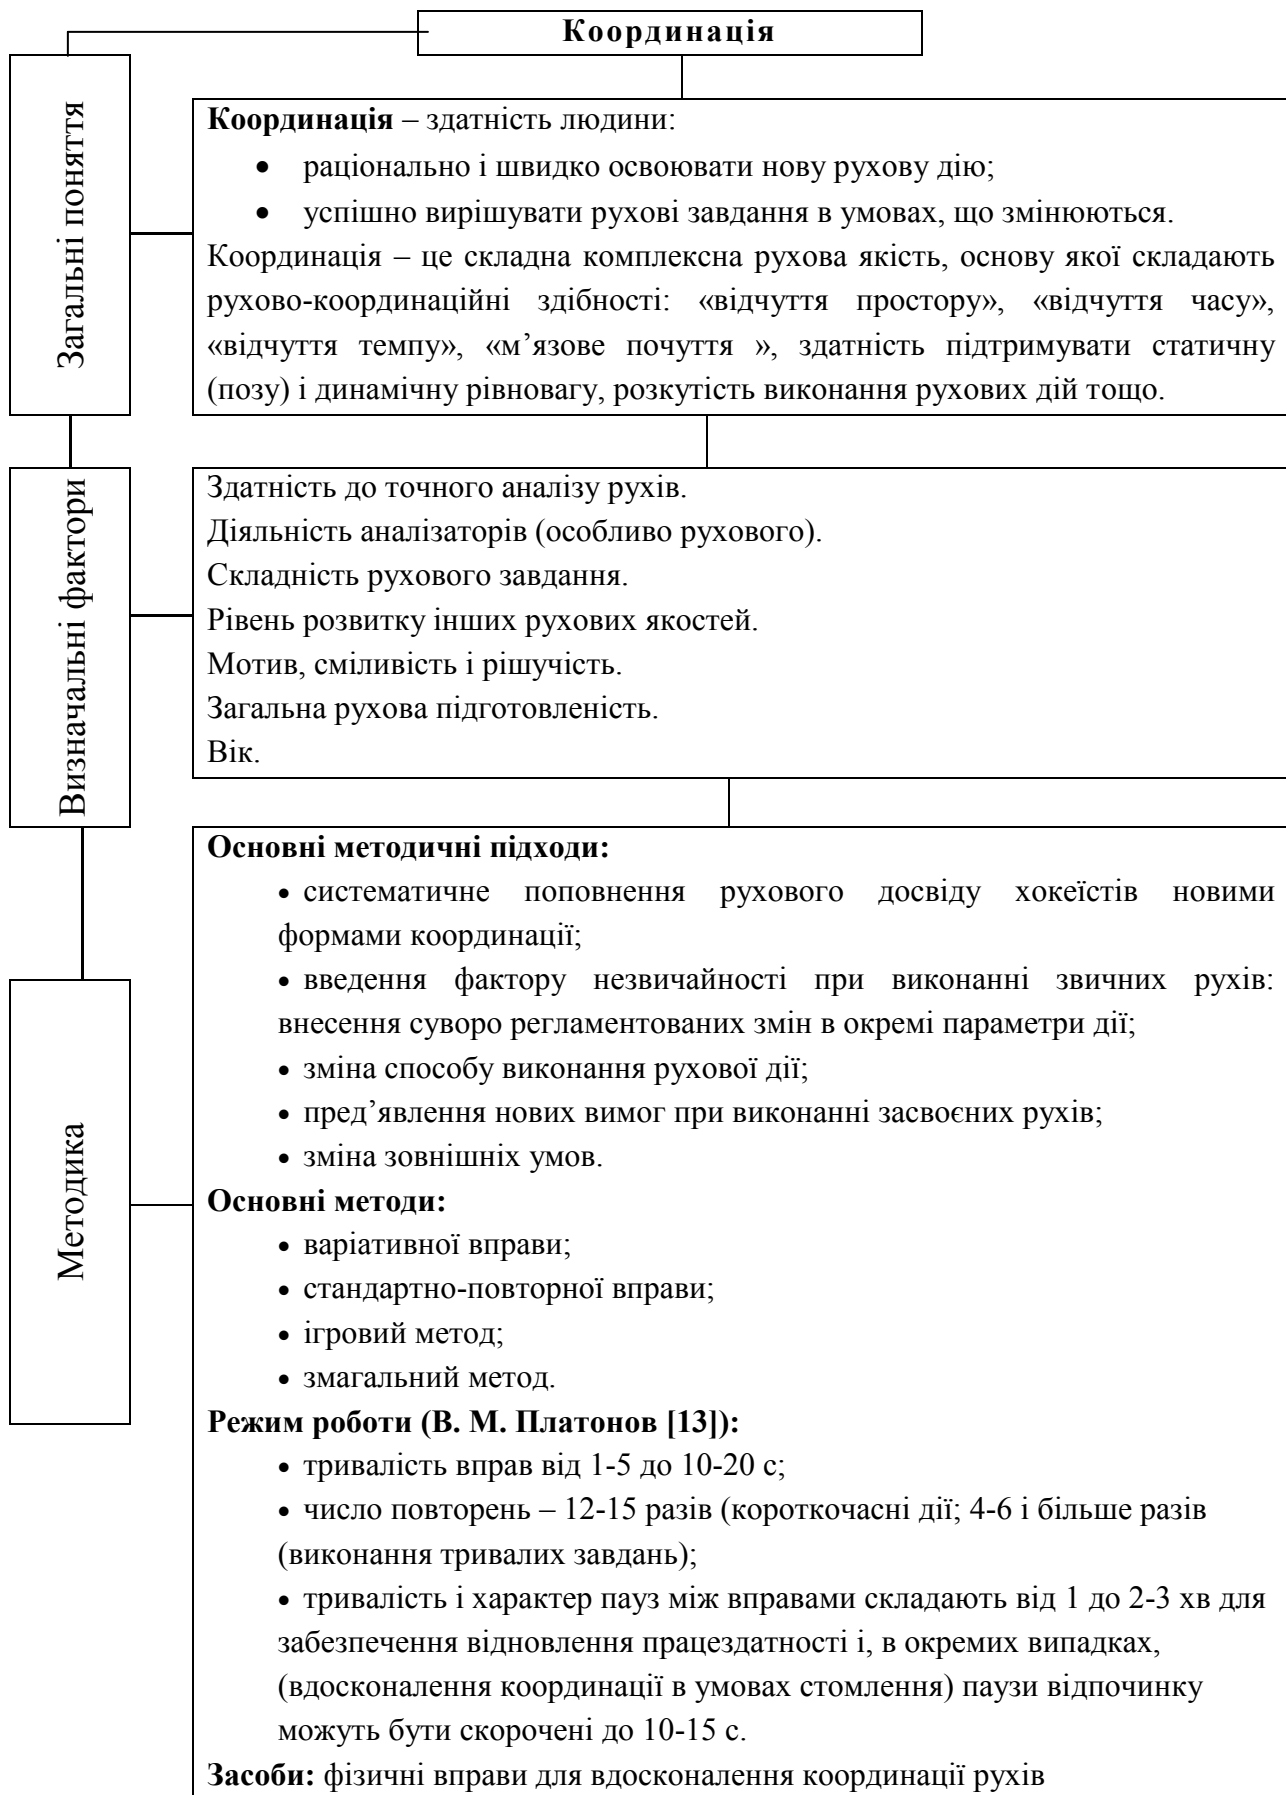 Координація
Загальні поняття
Координація – здатність людини:
• раціонально і швидко освоювати нову рухову дію;
• успішно вирішувати рухові завдання в умовах, що змінюються.
Координація – це складна комплексна рухова якість, основу якої складають
рухово-координаційні здібності: «відчуття простору», «відчуття часу»,
«відчуття темпу», «м’язове почуття », здатність підтримувати статичну
(позу) і динамічну рівновагу, розкутість виконання рухових дій тощо.
Визначальні фактори
Здатність до точного аналізу рухів.
Діяльність аналізаторів (особливо рухового).
Складність рухового завдання.
Рівень розвитку інших рухових якостей.
Мотив, сміливість і рішучість.
Загальна рухова підготовленість.
Вік.
Методика
Основні методичні підходи:
• систематичне поповнення рухового досвіду хокеїстів новими
формами координації;
• введення фактору незвичайності при виконанні звичних рухів:
внесення суворо регламентованих змін в окремі параметри дії;
• зміна способу виконання рухової дії;
• пред’явлення нових вимог при виконанні засвоєних рухів;
• зміна зовнішніх умов.
Основні методи:
• варіативної вправи;
• стандартно-повторної вправи;
• ігровий метод;
• змагальний метод.
Режим роботи (В. М. Платонов [13]):
• тривалість вправ від 1-5 до 10-20 с;
• число повторень – 12-15 разів (короткочасні дії; 4-6 і більше разів
(виконання тривалих завдань);
• тривалість і характер пауз між вправами складають від 1 до 2-3 хв для
забезпечення відновлення працездатності і, в окремих випадках,
(вдосконалення координації в умовах стомлення) паузи відпочинку
можуть бути скорочені до 10-15 с.
Засоби: фізичні вправи для вдосконалення координації рухів